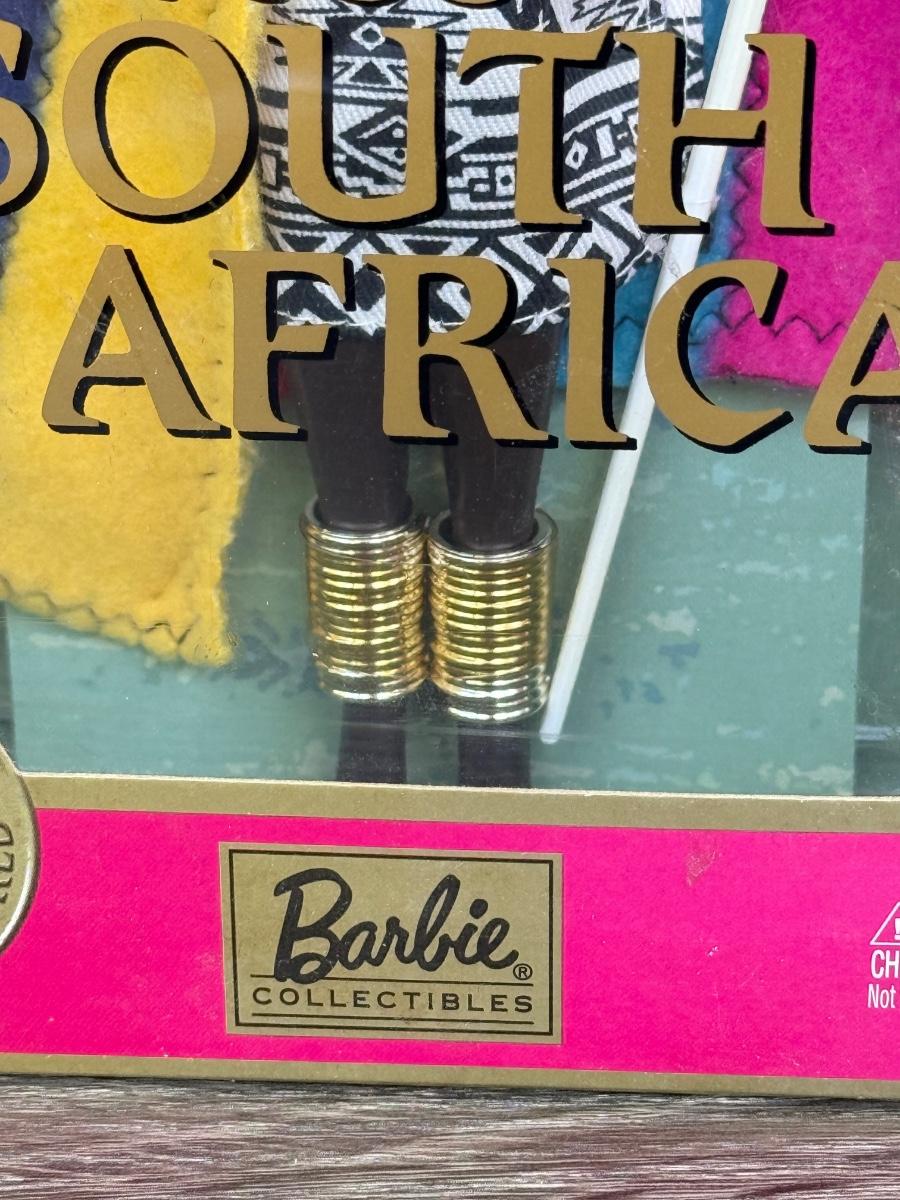 SOUTH
AFRICA
Barbie®
COLLECTIBLES
CH
Not